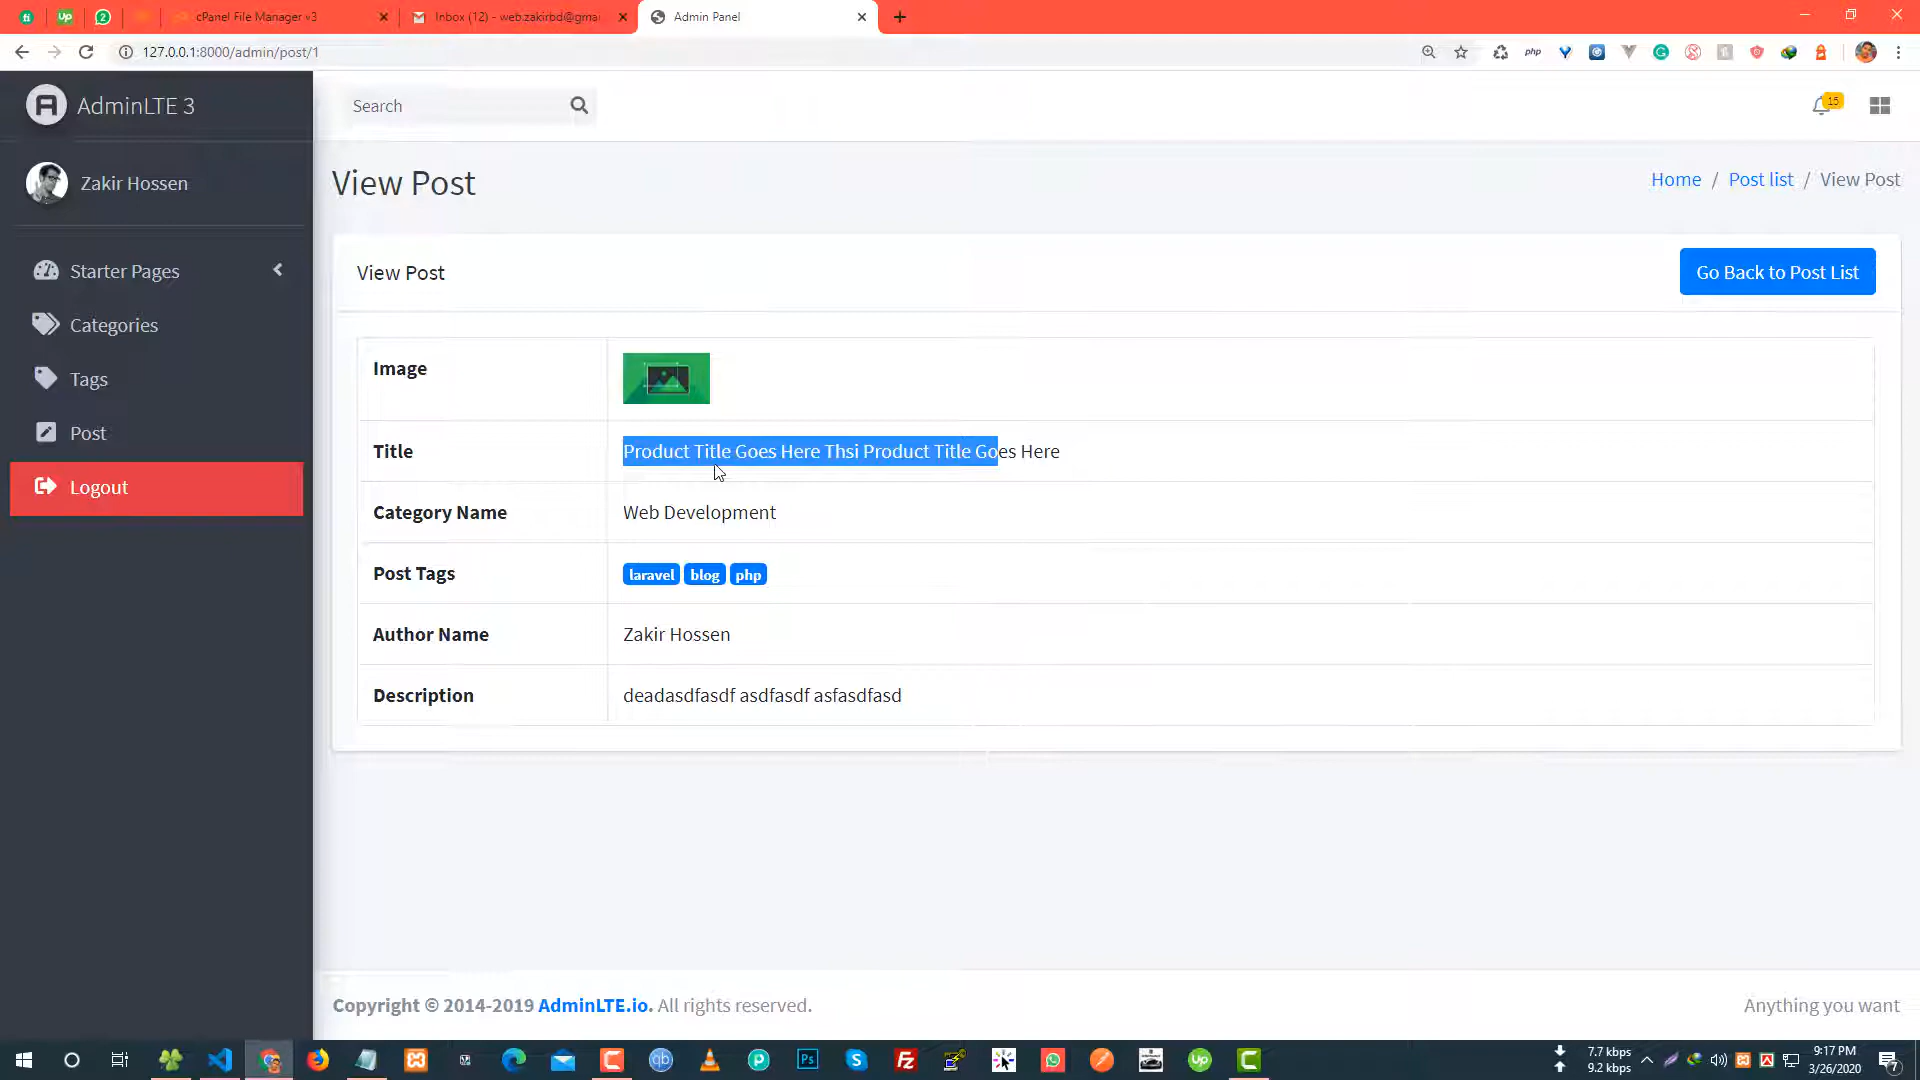 cPanel File Manager v3
Inbox (12) - web.zakirbd@gmai
Admin Panel
127.0.0.1:8000/admin/post/1
php
AdminLTE 3
Search
15
Zakir Hossen
View Post
Home / Post list / View Post
Starter Pages
Categories
Tags
Post
Logout
View Post
Go Back to Post List
Image
Title
Product Title Goes Here Thsi Product Title Goes Here
Category Name
Web Development
Post Tags
laravel blog php
Author Name
Zakir Hossen
Description
deadasdfasdf asdfasdf asfasdfasd
Copyright © 2014-2019 AdminLTE.io. All rights reserved.
Anything you want
7.7 kbps
9.2 kbps
9:17 PM
3/26/2020